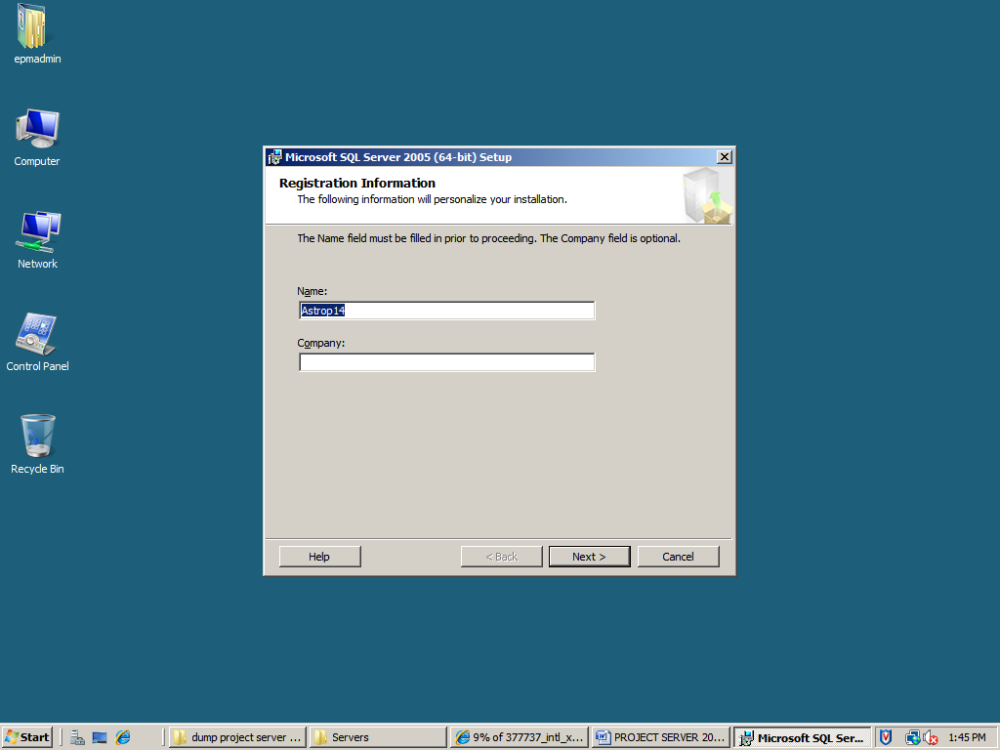 epmadmin
Computer
Network
Control Panel
Recycle Bin
Microsoft SQL Server 2005 (64-bit) Setup
Registration Information
The following information will personalize your installation.
The Name field must be filled in prior to proceeding. The Company field is optional.
Name:
Astrop14
Company:
Help
< Back
Next >
Cancel
Start
dump project server ...
Servers
9% of 377737_intl_x...
PROJECT SERVER 20...
Microsoft SQL Ser...
1:45 PM